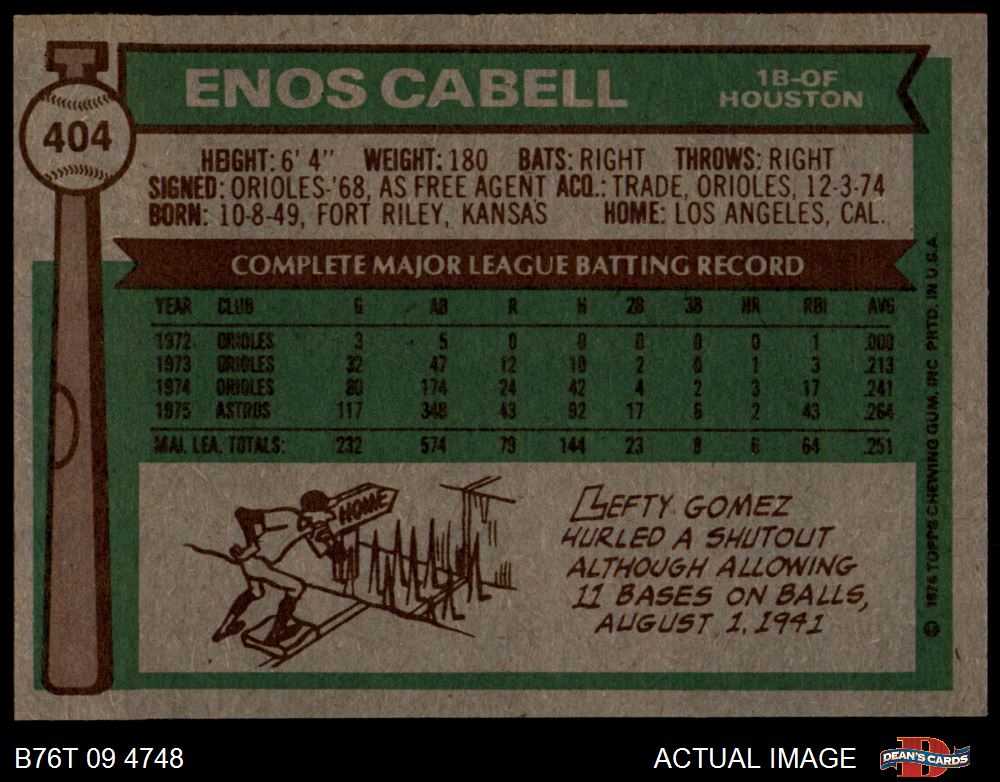 404
ENOS CABELL
1B-OF
HOUSTON
HEIGHT: 6' 4" WEIGHT: 180 BATS: RIGHT THROWS: RIGHT
SIGNED: ORIOLES-'68, AS FREE AGENT ACQ.: TRADE, ORIOLES, 12-3-74
BORN: 10-8-49, FORT RILEY, KANSAS HOME: LOS ANGELES, CAL.
COMPLETE MAJOR LEAGUE BATTING RECORD
YEAR CLUB G AB R H 2B 3B HR RBI AVG
1972 ORIOLES 3 5 0 0 0 0 0 1 .000
1973 ORIOLES 32 47 12 10 2 0 1 3 .213
1974 ORIOLES 80 174 24 42 4 2 3 17 .241
1975 ASTROS 117 348 43 92 17 6 2 43 .264
MAJ. LEA. TOTALS: 232 574 79 144 23 8 6 64 .251
HOME
LEFTY GOMEZ
HURLED A SHUTOUT
ALTHOUGH ALLOWING
11 BASES ON BALLS,
AUGUST 1, 1941
© 1976 TOPPS CHEWING GUM, INC. PRTD. IN U.S.A.
B76T 09 4748
ACTUAL IMAGE
D
DEAN'S CARDS